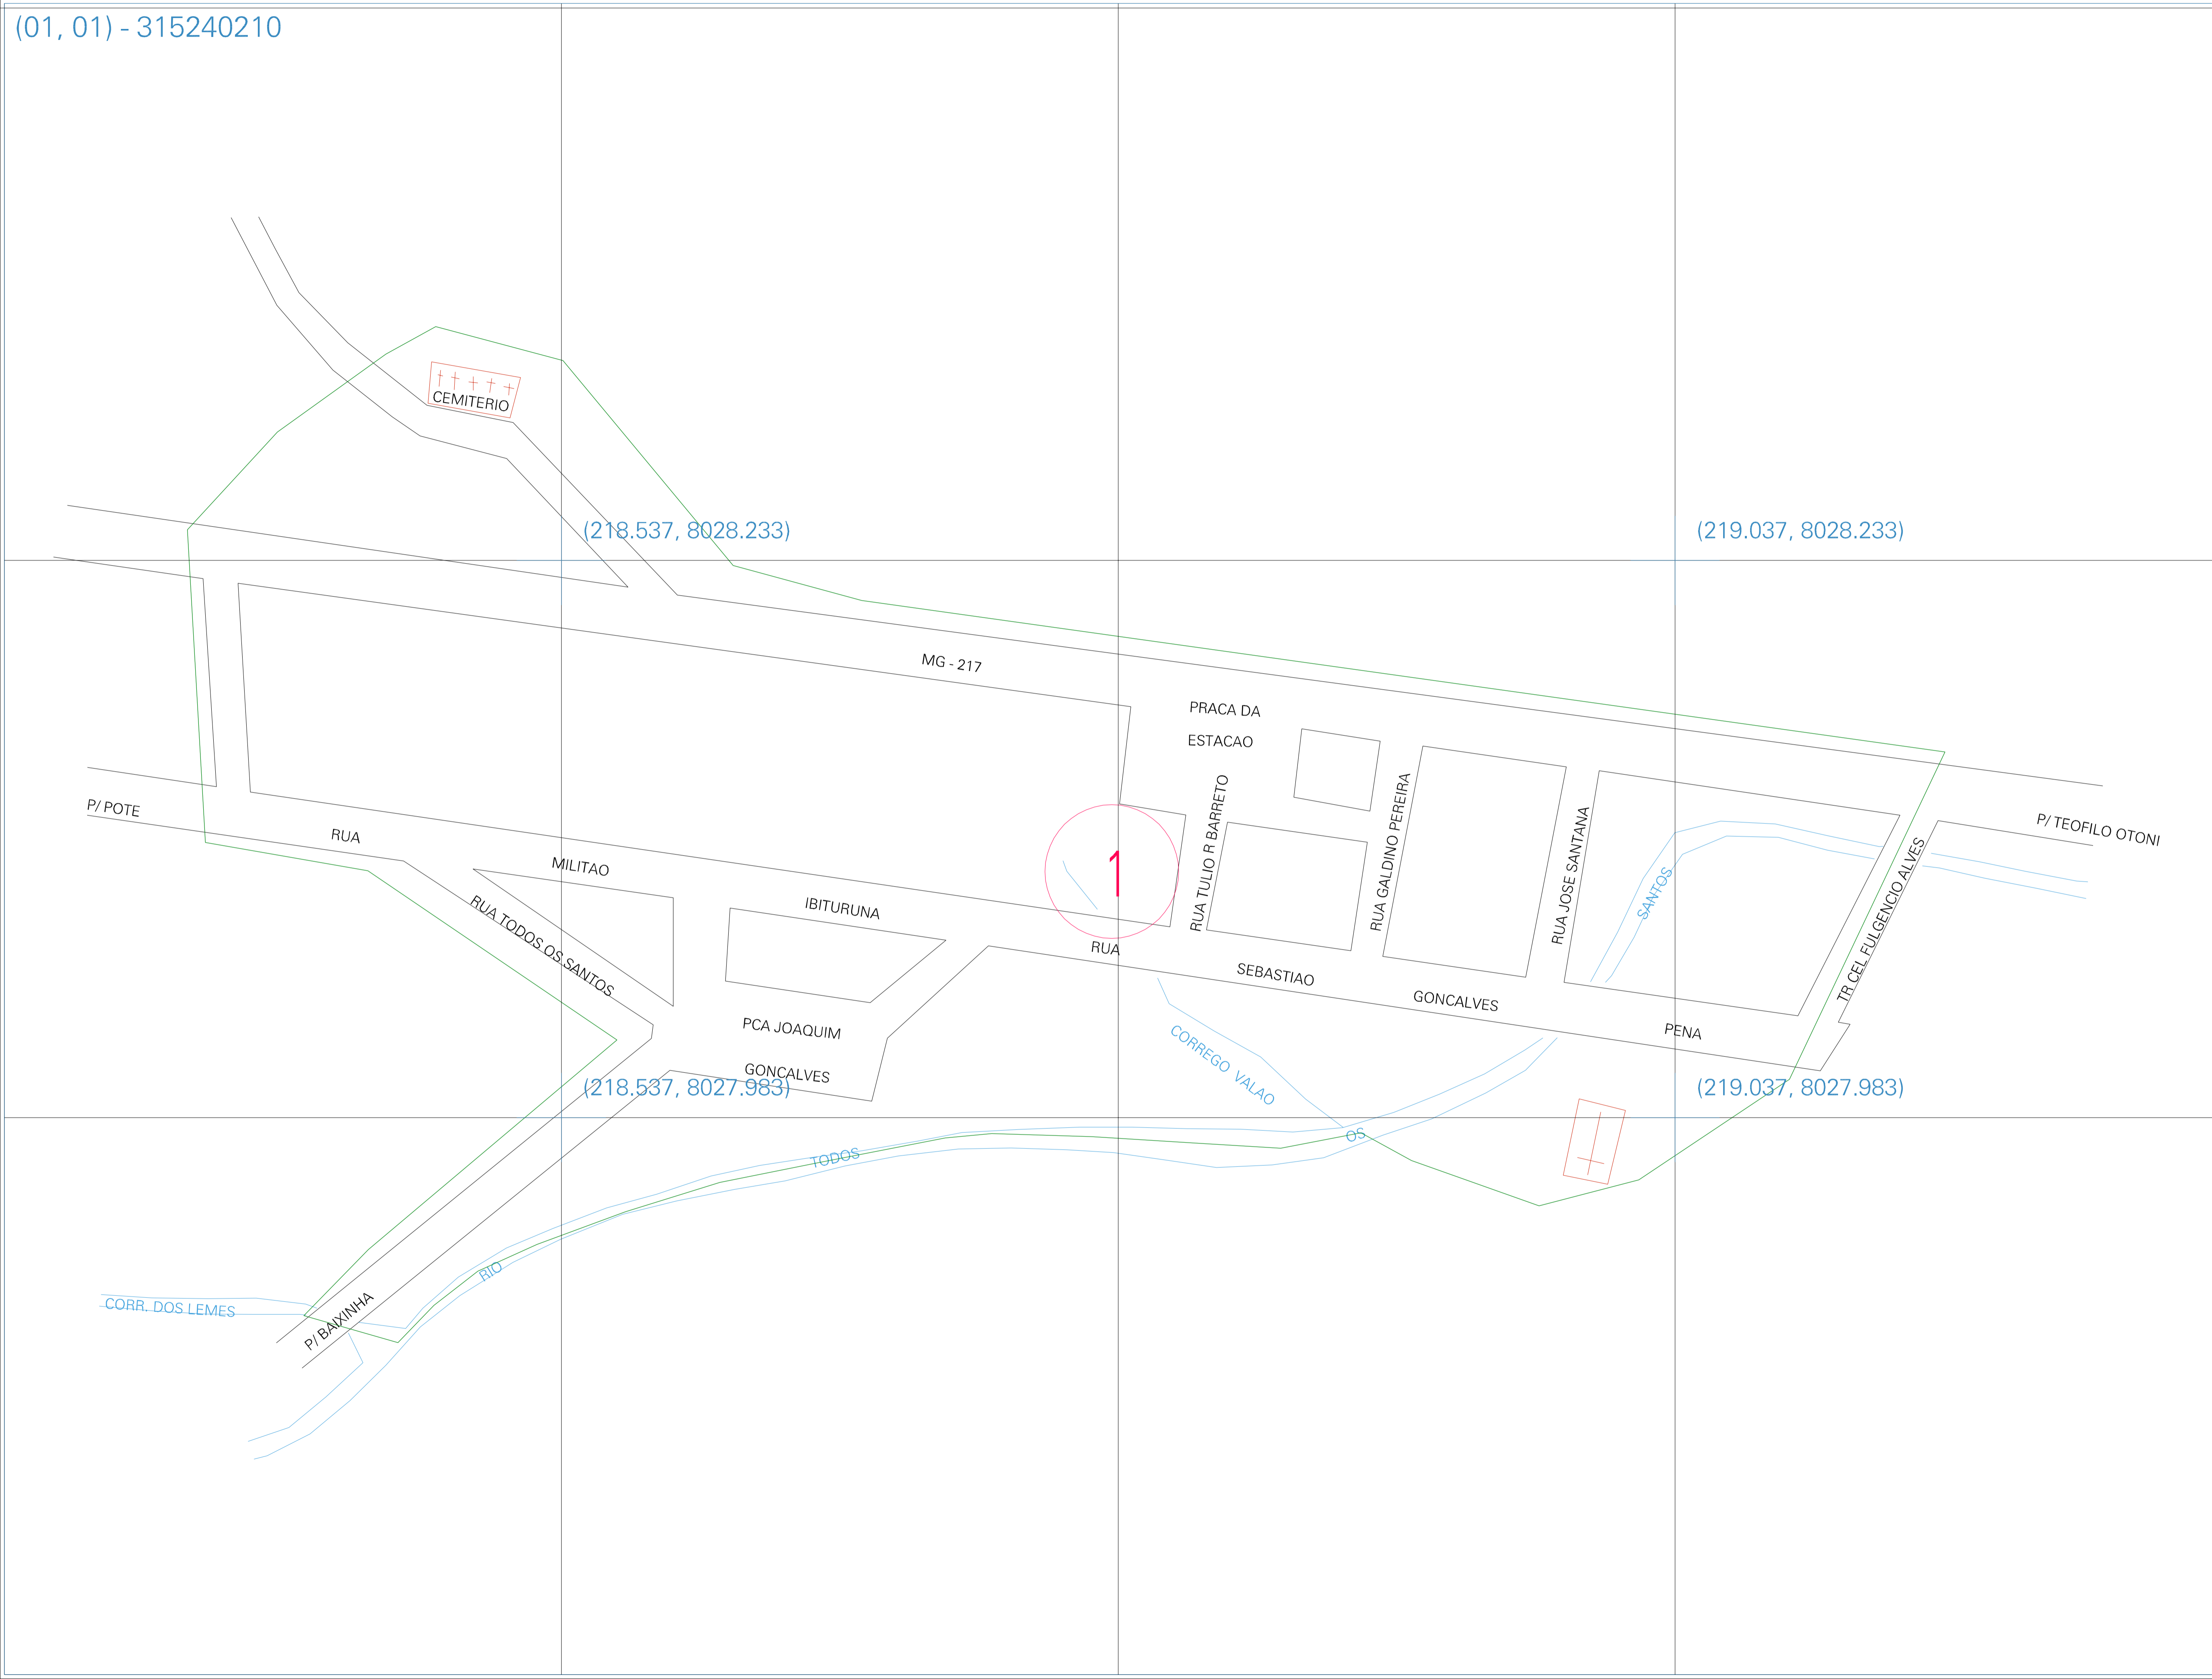 (01, 01) - 315240210
CEMITERIO
(218.537, 8028.233)
(219.037, 8028.233)
MG - 217
PRACA DA
ESTACAO
P/ POTE
RUA
MILITAO
IBITURUNA
RUA TODOS OS SANTOS
1
RUA TULIO R BARRETO
RUA GALDINO PEREIRA
RUA JOSE SANTANA
SANTOS
TR CEL FULGENCIO ALVES
P/ TEOFILO OTONI
RUA
SEBASTIAO
GONCALVES
PENA
PCA JOAQUIM
GONCALVES
(218.537, 8027.983)
(219.037, 8027.983)
CORREGO VALAO
OS
TODOS
RIO
CORR. DOS LEMES
P/ BAIXINHA